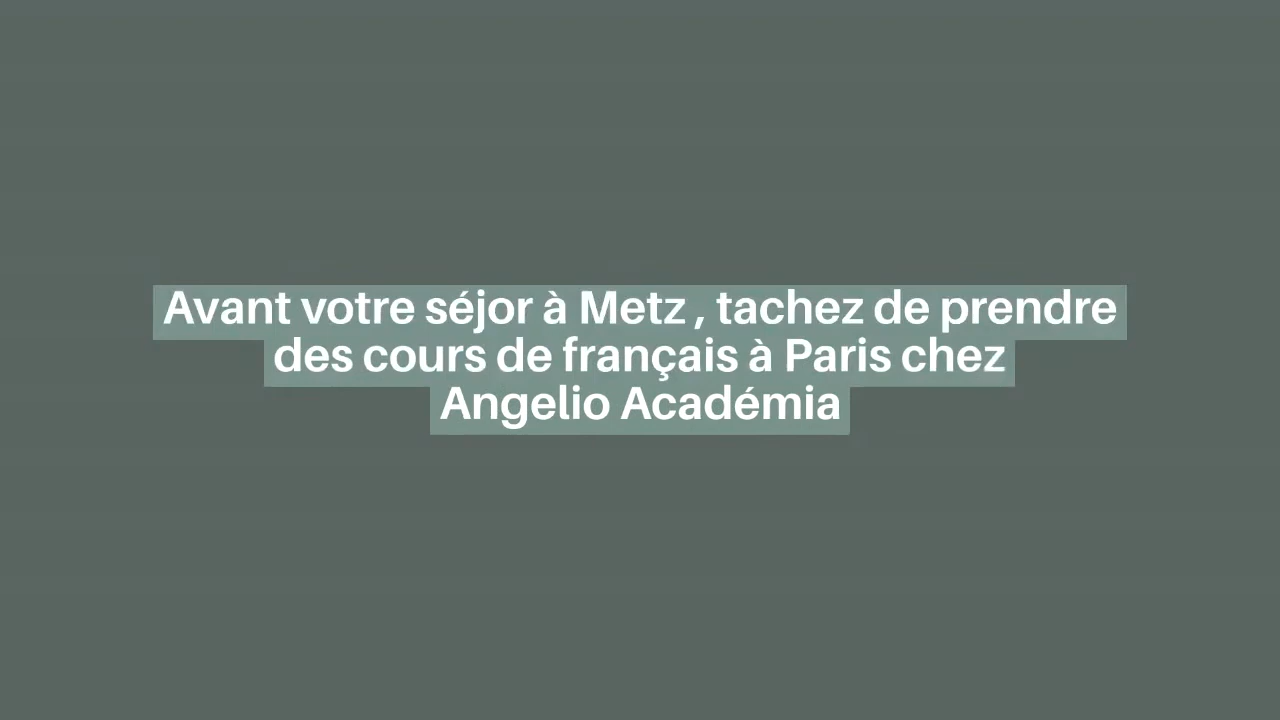 Avant votre séjor à Metz , tachez de prendre
des cours de français à Paris chez
Angelio Académia